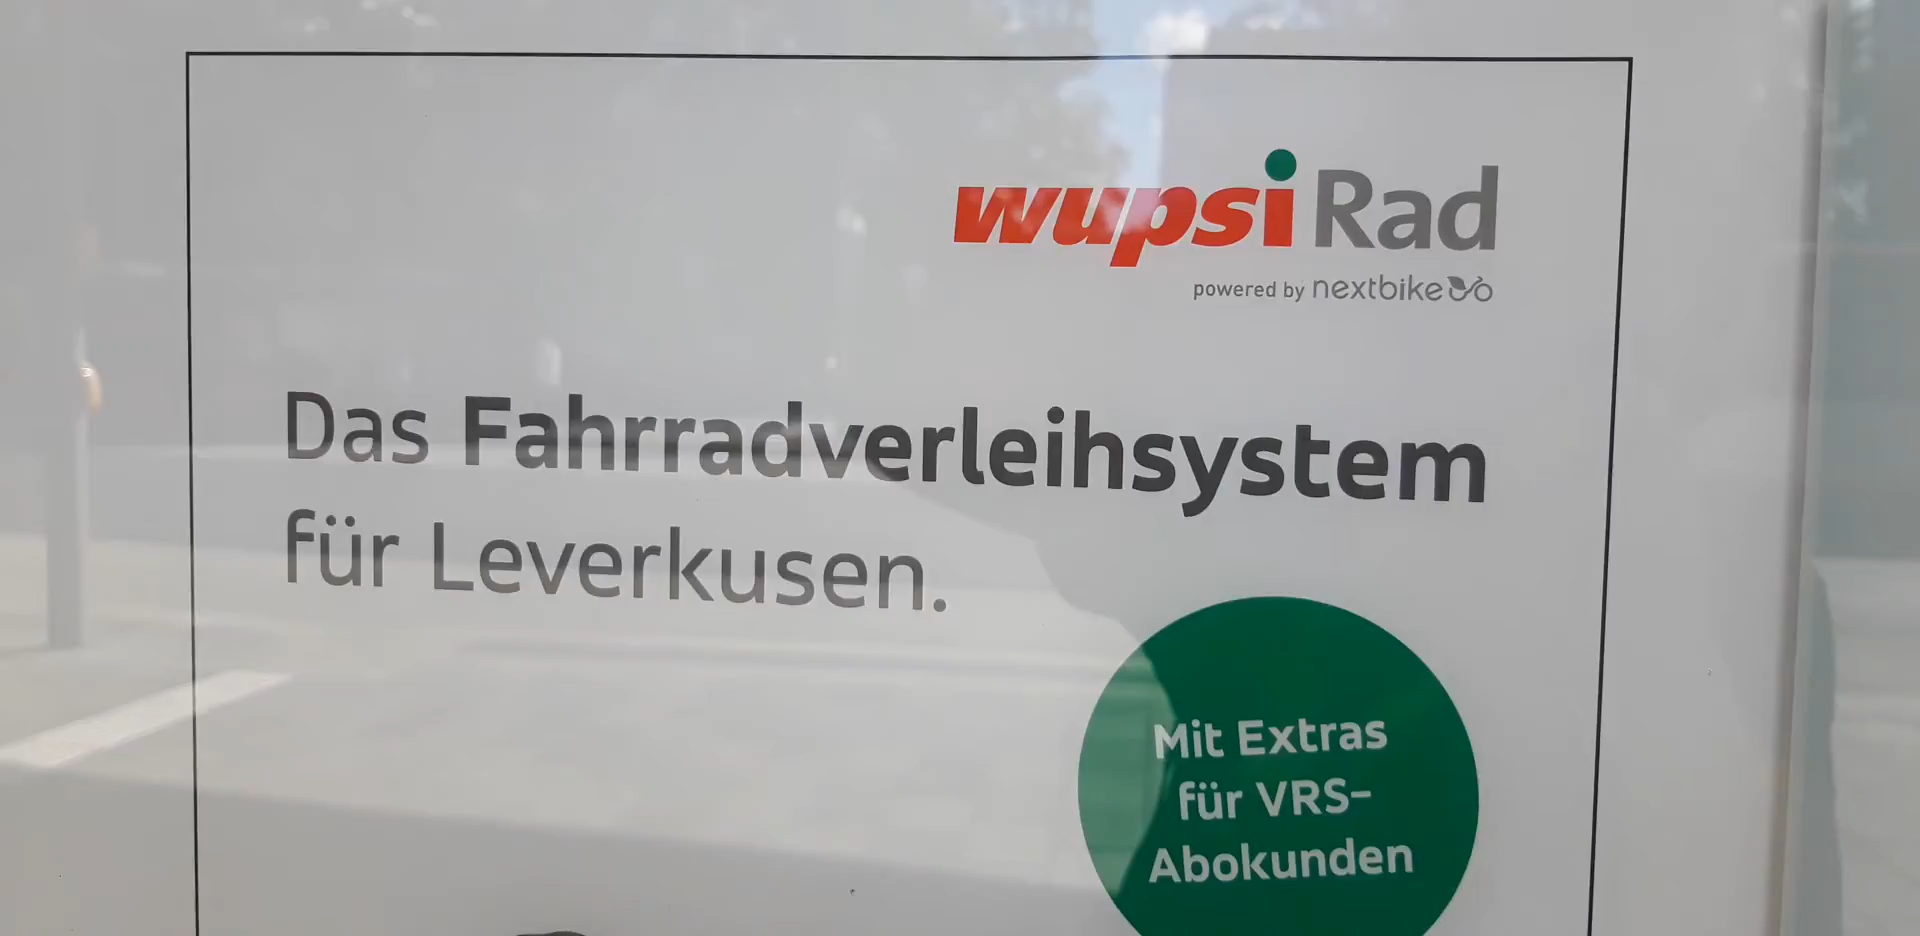 wupsi Rad
powered by nextbike
Das Fahrradverleihsystem
für Leverkusen.
Mit Extras
für VRS-
Abokunden